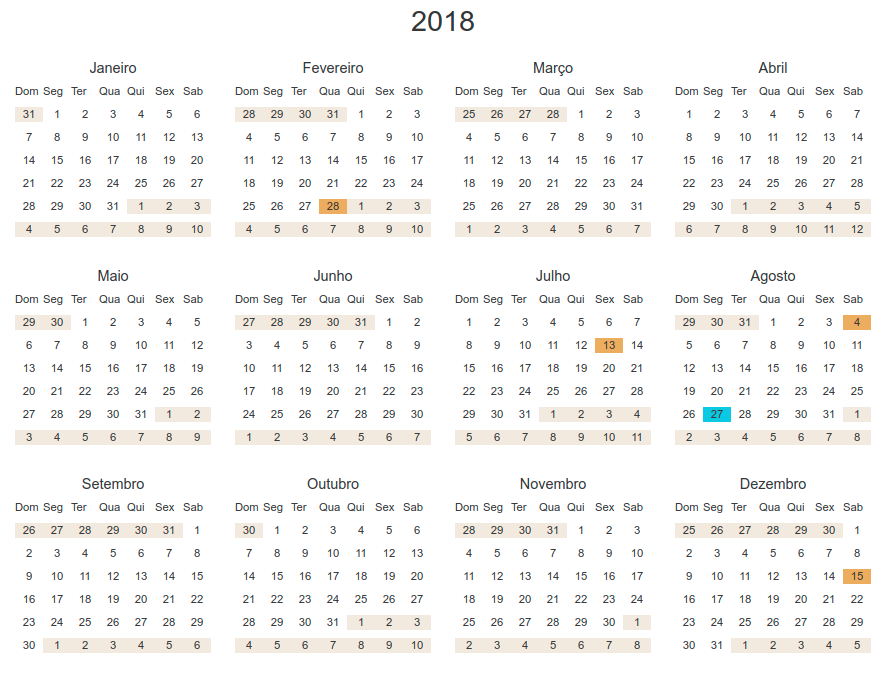 2018
Janeiro
Dom Seg Ter Qua Qui Sex Sab
31 1 2 3 4 5 6
7 8 9 10 11 12 13
14 15 16 17 18 19 20
21 22 23 24 25 26 27
28 29 30 31 1 2 3
4 5 6 7 8 9 10
Fevereiro
Dom Seg Ter Qua Qui Sex Sab
28 29 30 31 1 2 3
4 5 6 7 8 9 10
11 12 13 14 15 16 17
18 19 20 21 22 23 24
25 26 27 28 1 2 3
4 5 6 7 8 9 10
Março
Dom Seg Ter Qua Qui Sex Sab
25 26 27 28 1 2 3
4 5 6 7 8 9 10
11 12 13 14 15 16 17
18 19 20 21 22 23 24
25 26 27 28 29 30 31
1 2 3 4 5 6 7
Abril
Dom Seg Ter Qua Qui Sex Sab
1 2 3 4 5 6 7
8 9 10 11 12 13 14
15 16 17 18 19 20 21
22 23 24 25 26 27 28
29 30 1 2 3 4 5
6 7 8 9 10 11 12
Maio
Dom Seg Ter Qua Qui Sex Sab
29 30 1 2 3 4 5
6 7 8 9 10 11 12
13 14 15 16 17 18 19
20 21 22 23 24 25 26
27 28 29 30 31 1 2
3 4 5 6 7 8 9
Junho
Dom Seg Ter Qua Qui Sex Sab
27 28 29 30 31 1 2
3 4 5 6 7 8 9
10 11 12 13 14 15 16
17 18 19 20 21 22 23
24 25 26 27 28 29 30
1 2 3 4 5 6 7
Julho
Dom Seg Ter Qua Qui Sex Sab
1 2 3 4 5 6 7
8 9 10 11 12 13 14
15 16 17 18 19 20 21
22 23 24 25 26 27 28
29 30 31 1 2 3 4
5 6 7 8 9 10 11
Agosto
Dom Seg Ter Qua Qui Sex Sab
29 30 31 1 2 3 4
5 6 7 8 9 10 11
12 13 14 15 16 17 18
19 20 21 22 23 24 25
26 27 28 29 30 31 1
2 3 4 5 6 7 8
Setembro
Dom Seg Ter Qua Qui Sex Sab
26 27 28 29 30 31 1
2 3 4 5 6 7 8
9 10 11 12 13 14 15
16 17 18 19 20 21 22
23 24 25 26 27 28 29
30 1 2 3 4 5 6
Outubro
Dom Seg Ter Qua Qui Sex Sab
30 1 2 3 4 5 6
7 8 9 10 11 12 13
14 15 16 17 18 19 20
21 22 23 24 25 26 27
28 29 30 31 1 2 3
4 5 6 7 8 9 10
Novembro
Dom Seg Ter Qua Qui Sex Sab
28 29 30 31 1 2 3
4 5 6 7 8 9 10
11 12 13 14 15 16 17
18 19 20 21 22 23 24
25 26 27 28 29 30 1
2 3 4 5 6 7 8
Dezembro
Dom Seg Ter Qua Qui Sex Sab
25 26 27 28 29 30 1
2 3 4 5 6 7 8
9 10 11 12 13 14 15
16 17 18 19 20 21 22
23 24 25 26 27 28 29
30 31 1 2 3 4 5